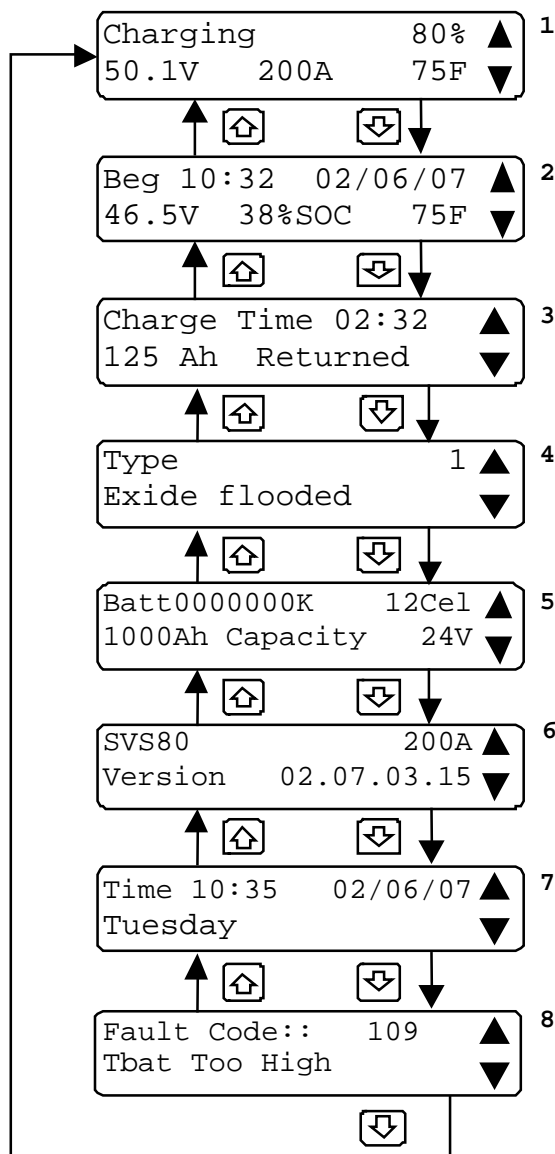 Charging 80%
50.1V 200A 75F
1
Beg 10:32 02/06/07
46.5V 38%SOC 75F
2
Charge Time 02:32
125 Ah Returned
3
Type 1
Exide flooded
4
Batt0000000K 12Cel
1000Ah Capacity 24V
5
SVS80 200A
Version 02.07.03.15
6
Time 10:35 02/06/07
Tuesday
7
Fault Code:: 109
Tbat Too High
8